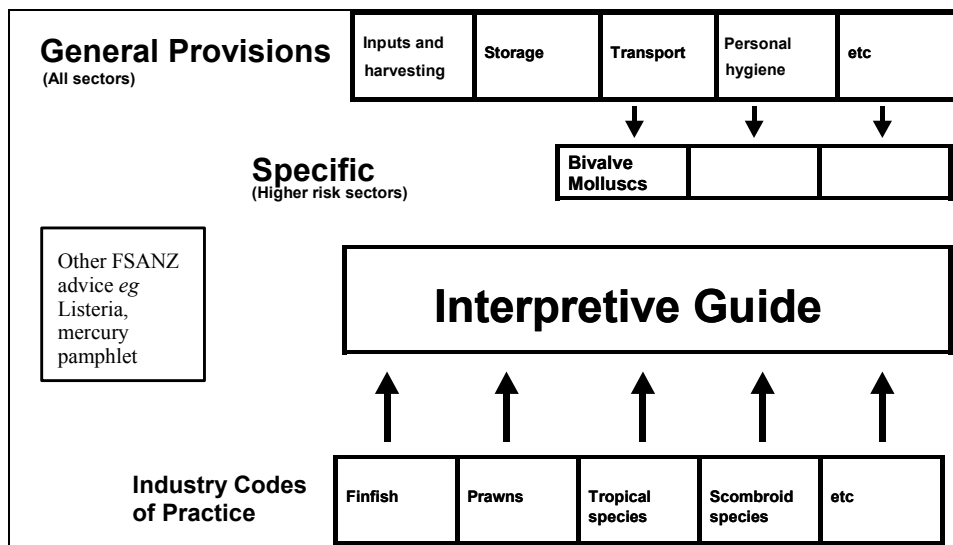 General Provisions
(All sectors)
Inputs and
harvesting
Storage
Transport
Personal
hygiene
etc
Specific
(Higher risk sectors)
Bivalve
Molluscs
Other FSANZ
advice eg
Listeria,
mercury
pamphlet
Interpretive Guide
Industry Codes
of Practice
Finfish
Prawns
Tropical
species
Scombroid
species
etc